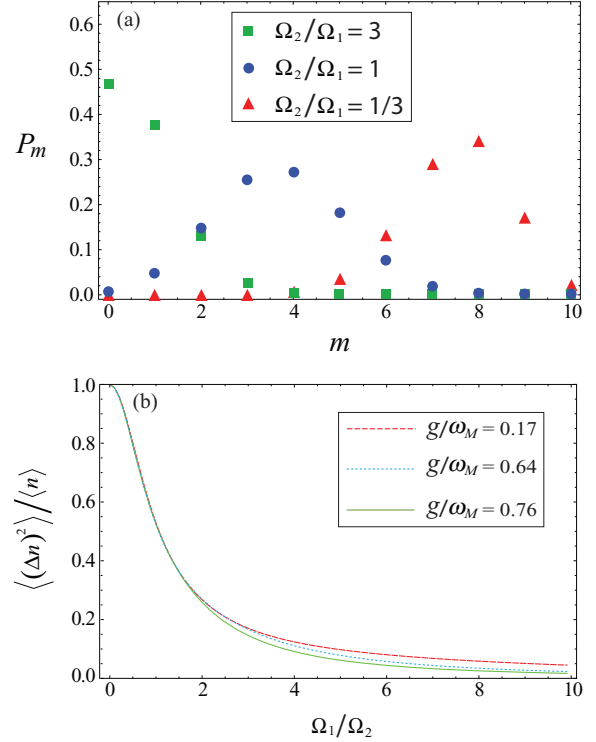 (a)
Ω₂/Ω₁ = 3
Ω₂/Ω₁ = 1
Ω₂/Ω₁ = 1/3
Pₘ
0.6
0.5
0.4
0.3
0.2
0.1
0.0
0 2 4 6 8 10
m
(b)
g/ω_M = 0.17
g/ω_M = 0.64
g/ω_M = 0.76
⟨(Δn)²⟩/⟨n⟩
1.0
0.8
0.6
0.4
0.2
0.0
0 2 4 6 8 10
Ω₁/Ω₂